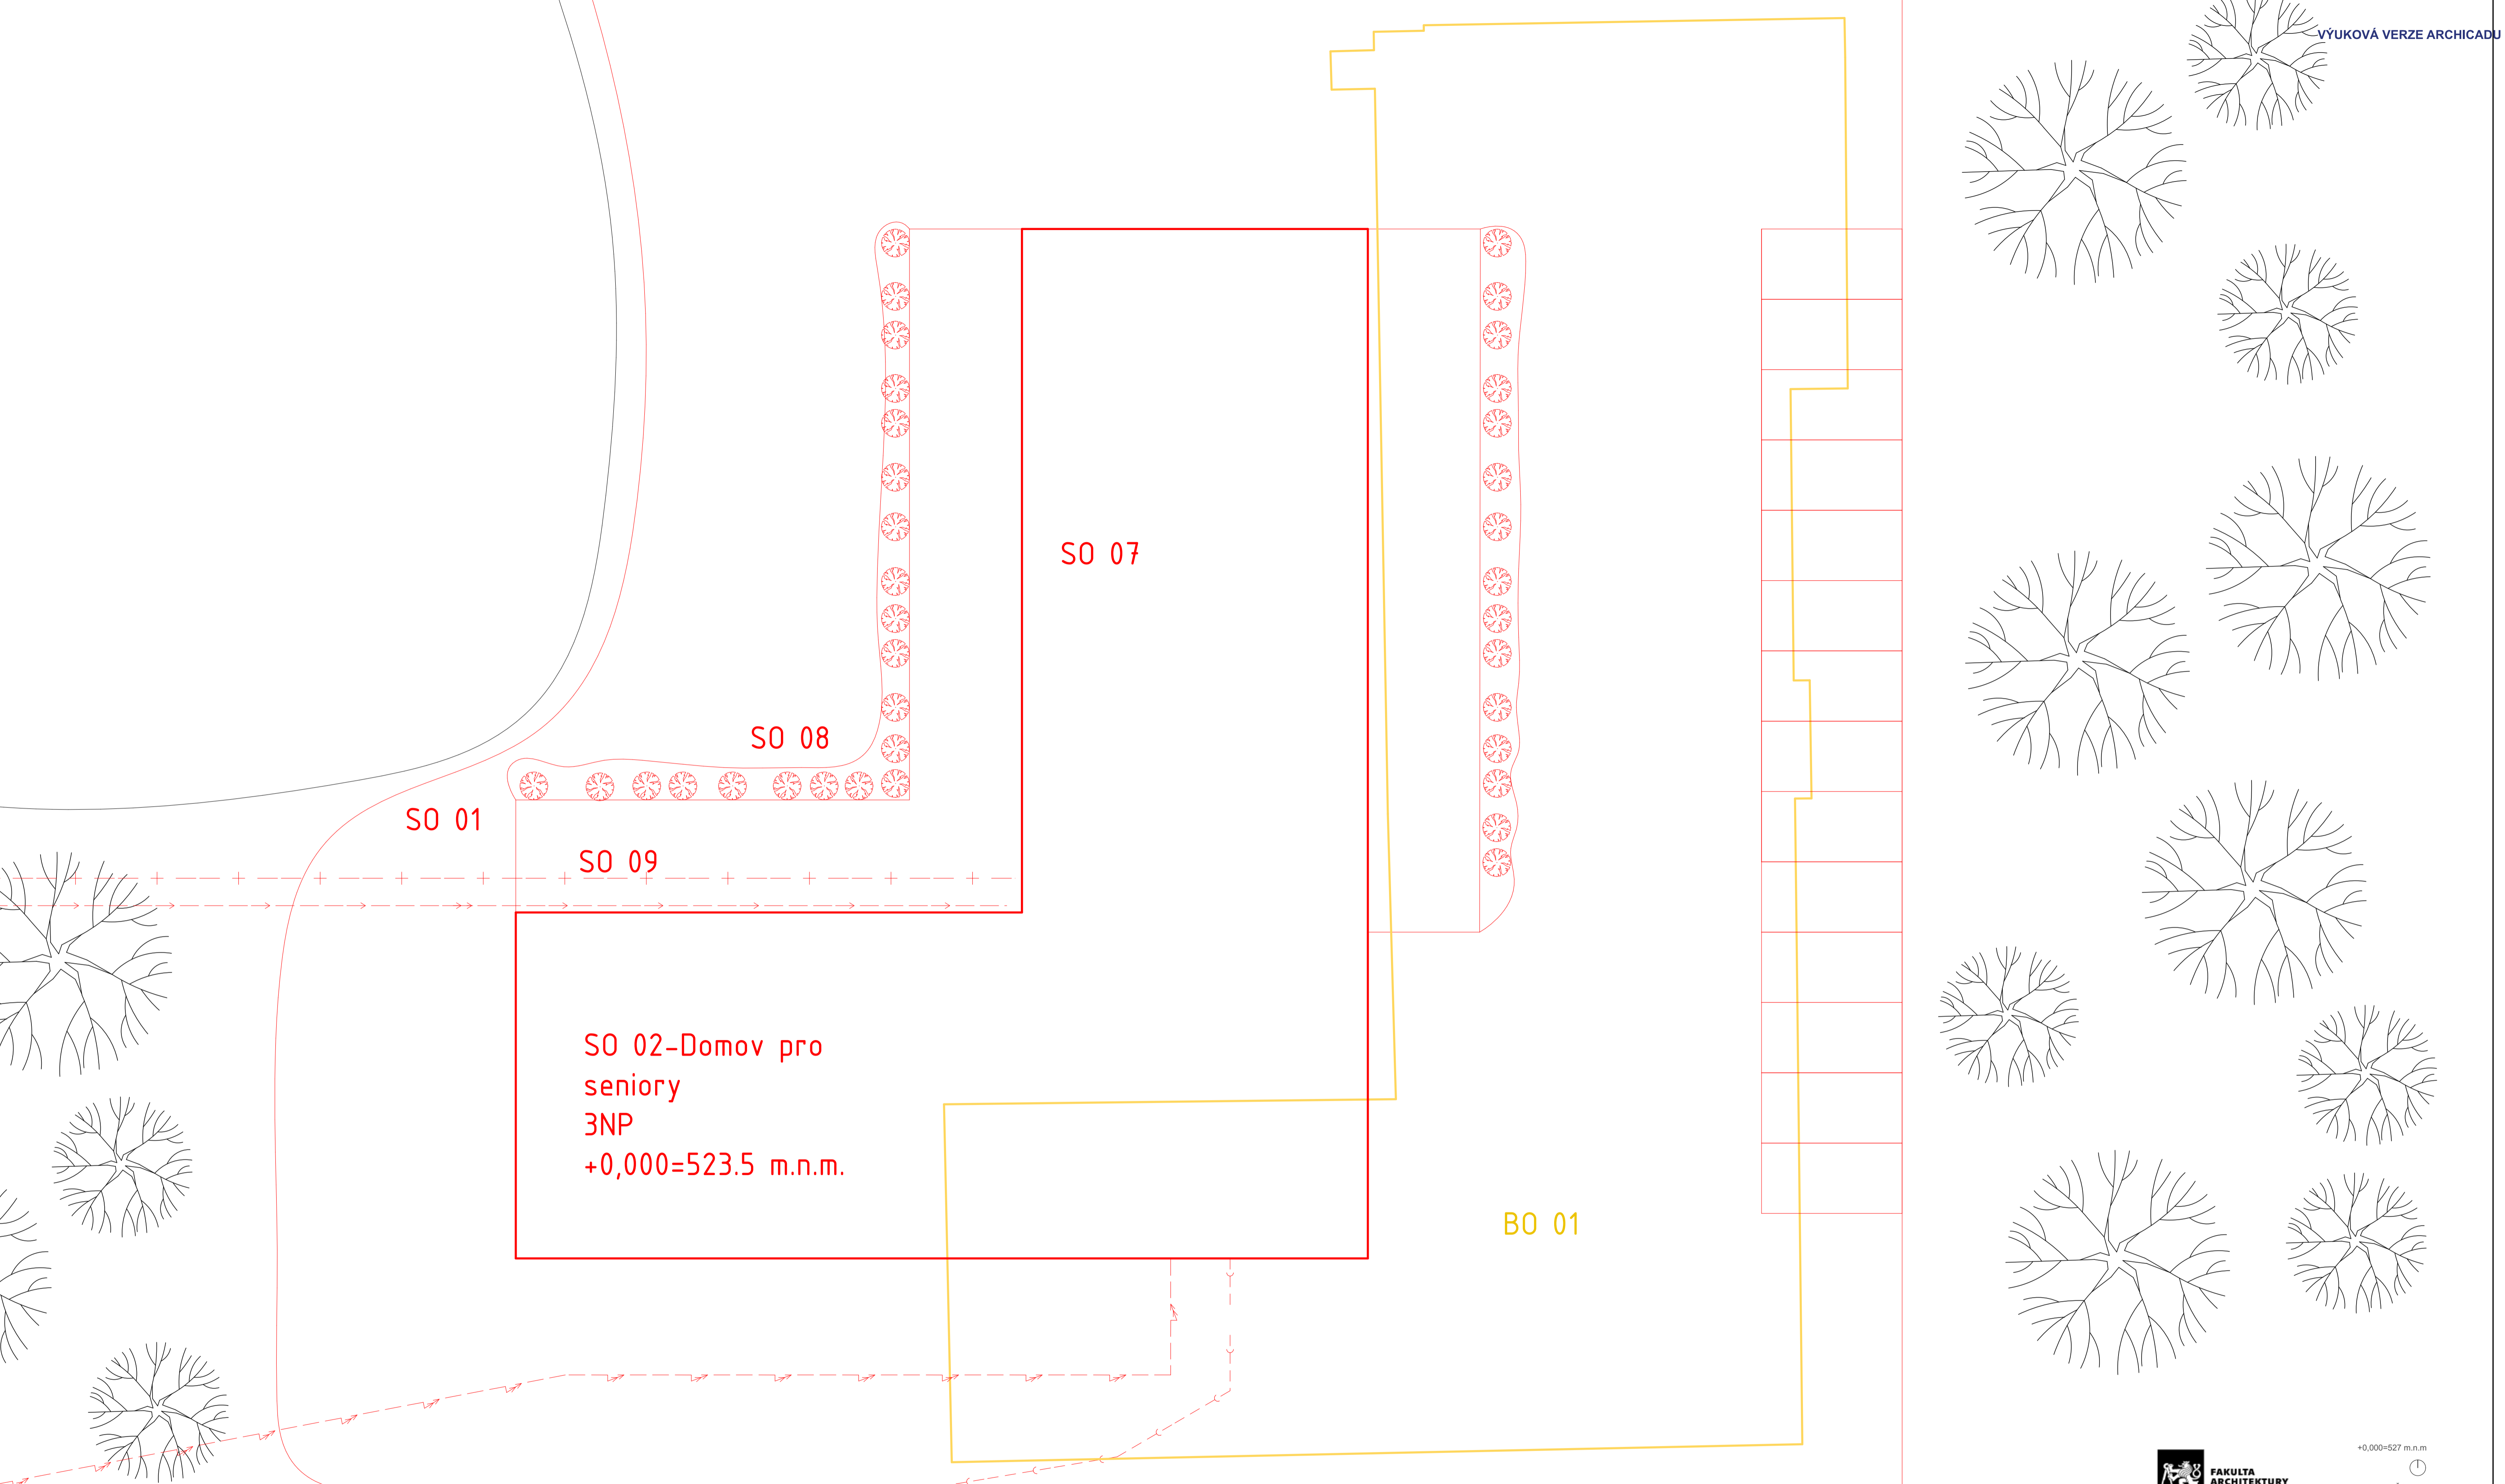 VÝUKOVÁ VERZE ARCHICADU
SO 07
SO 08
SO 01
SO 09
SO 02-Domov pro
seniory
3NP
+0,000=523.5 m.n.m.
BO 01
+0,000=527 m.n.m
FAKULTA
ARCHITEKTURY